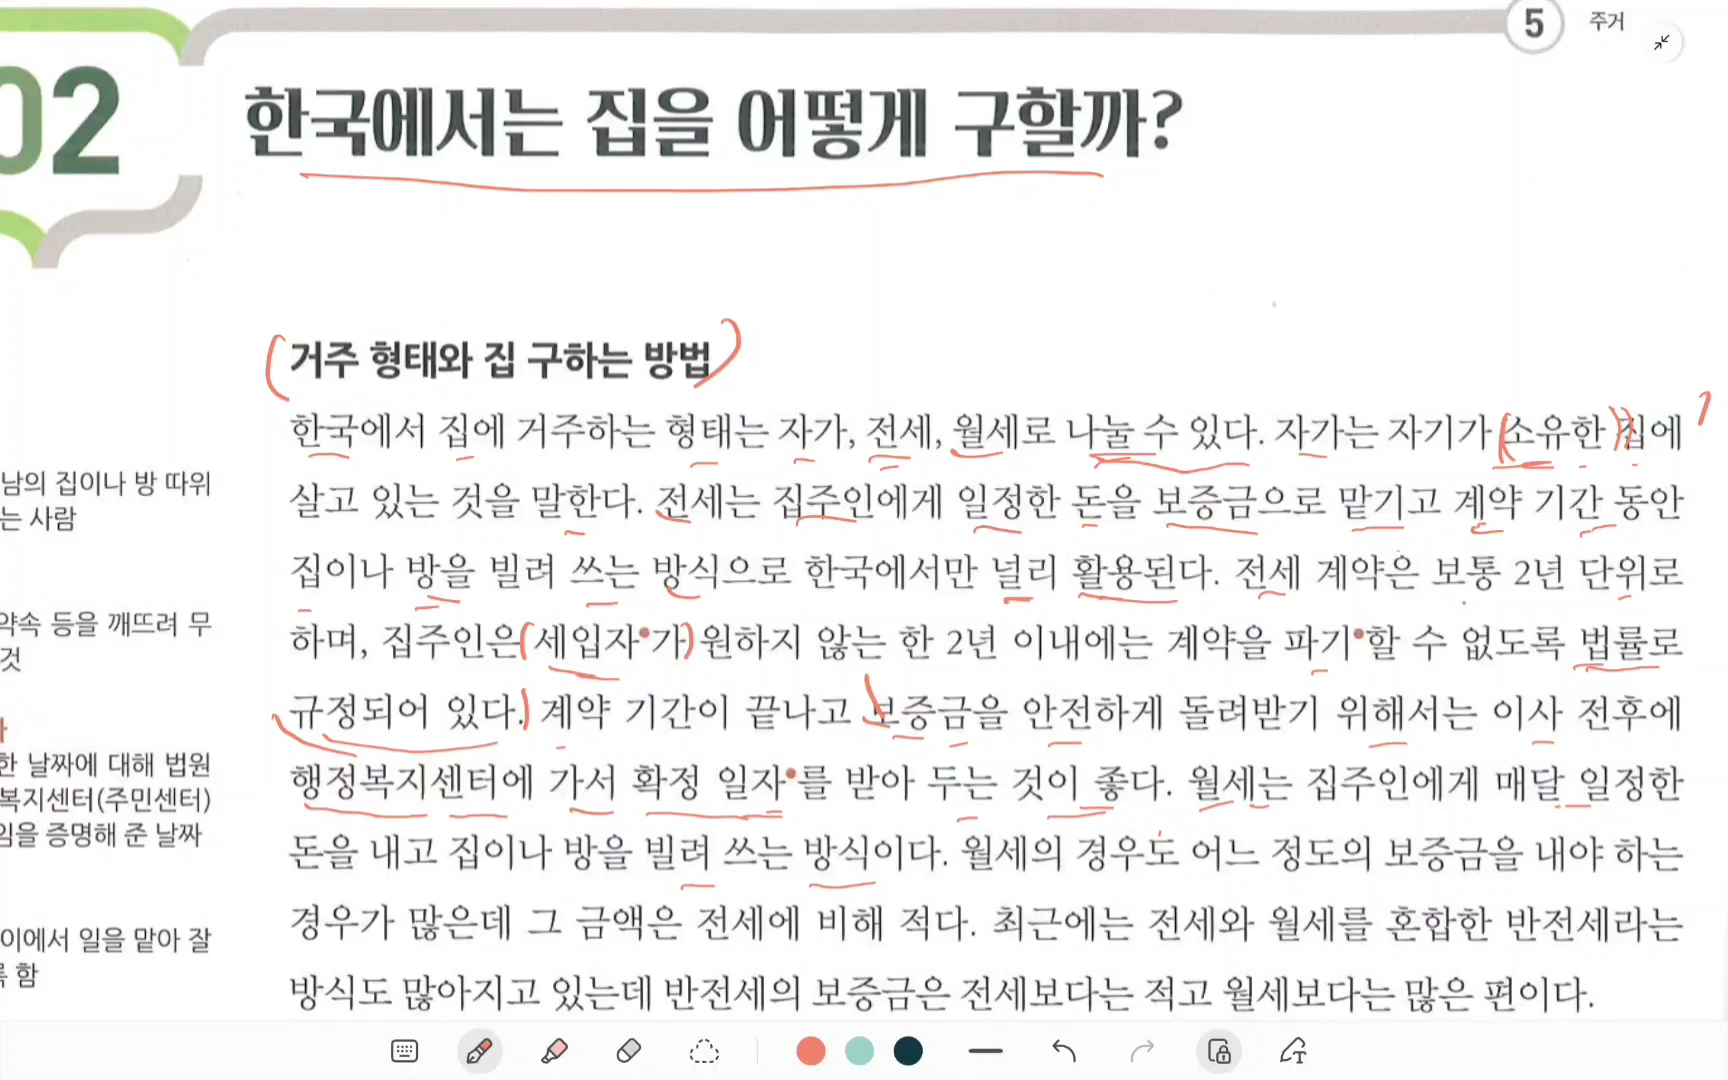 5 주거
02
한국에서는 집을 어떻게 구할까?
거주 형태와 집 구하는 방법
한국에서 집에 거주하는 형태는 자가, 전세, 월세로 나눌 수 있다. 자가는 자기가 소유한 집에
살고 있는 것을 말한다. 전세는 집주인에게 일정한 돈을 보증금으로 맡기고 계약 기간 동안
집이나 방을 빌려 쓰는 방식으로 한국에서만 널리 활용된다. 전세 계약은 보통 2년 단위로
하며, 집주인은 세입자•가 원하지 않는 한 2년 이내에는 계약을 파기•할 수 없도록 법률로
규정되어 있다. 계약 기간이 끝나고 보증금을 안전하게 돌려받기 위해서는 이사 전후에
행정복지센터에 가서 확정 일자•를 받아 두는 것이 좋다. 월세는 집주인에게 매달 일정한
돈을 내고 집이나 방을 빌려 쓰는 방식이다. 월세의 경우도 어느 정도의 보증금을 내야 하는
경우가 많은데 그 금액은 전세에 비해 적다. 최근에는 전세와 월세를 혼합한 반전세라는
방식도 많아지고 있는데 반전세의 보증금은 전세보다는 적고 월세보다는 많은 편이다.
남의 집이나 방 따위
는 사람
약속 등을 깨뜨려 무
것
한 날짜에 대해 법원
복지센터(주민센터)
임을 증명해 준 날짜
이에서 일을 맡아 잘
록 함